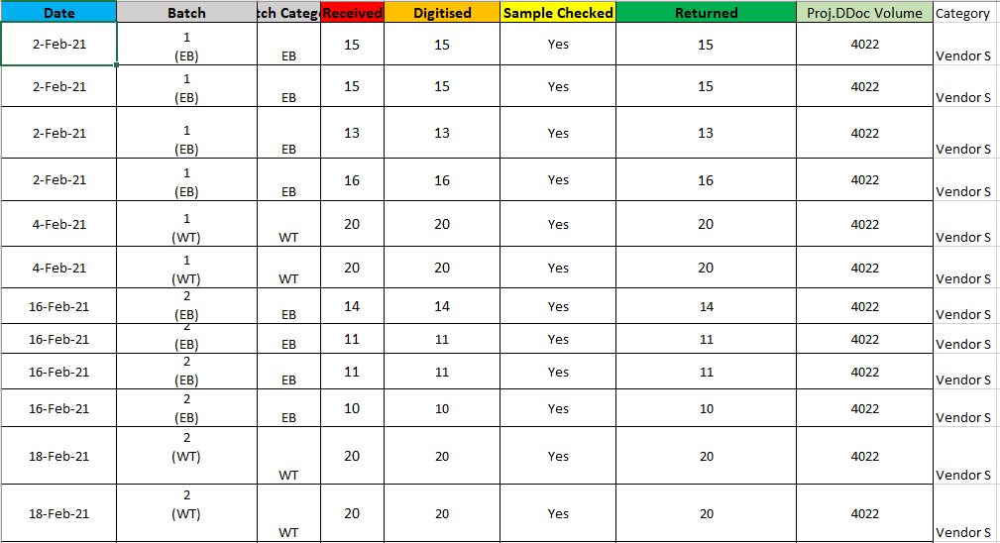 Date Batch tch Categ Received Digitised Sample Checked Returned Proj.DDoc Volume Category
2-Feb-21 1 (EB) EB 15 15 Yes 15 4022 Vendor S
2-Feb-21 1 (EB) EB 15 15 Yes 15 4022 Vendor S
2-Feb-21 1 (EB) EB 13 13 Yes 13 4022 Vendor S
2-Feb-21 1 (EB) EB 16 16 Yes 16 4022 Vendor S
4-Feb-21 1 (WT) WT 20 20 Yes 20 4022 Vendor S
4-Feb-21 1 (WT) WT 20 20 Yes 20 4022 Vendor S
16-Feb-21 2 (EB) EB 14 14 Yes 14 4022 Vendor S
16-Feb-21 2 (EB) EB 11 11 Yes 11 4022 Vendor S
16-Feb-21 2 (EB) EB 11 11 Yes 11 4022 Vendor S
16-Feb-21 2 (EB) EB 10 10 Yes 10 4022 Vendor S
18-Feb-21 2 (WT) WT 20 20 Yes 20 4022 Vendor S
18-Feb-21 2 (WT) WT 20 20 Yes 20 4022 Vendor S